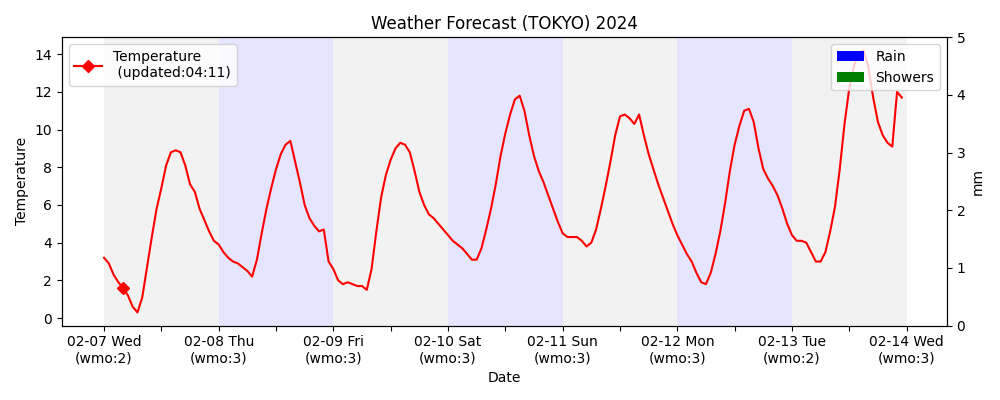 Weather Forecast (TOKYO) 2024
Temperature
(updated:04:11)
Rain
Showers
Temperature
14
12
10
8
6
4
2
0
5
4
3
2
1
0
mm
02-07 Wed
(wmo:2)
02-08 Thu
(wmo:3)
02-09 Fri
(wmo:3)
02-10 Sat
(wmo:3)
02-11 Sun
(wmo:3)
02-12 Mon
(wmo:3)
02-13 Tue
(wmo:2)
02-14 Wed
(wmo:3)
Date